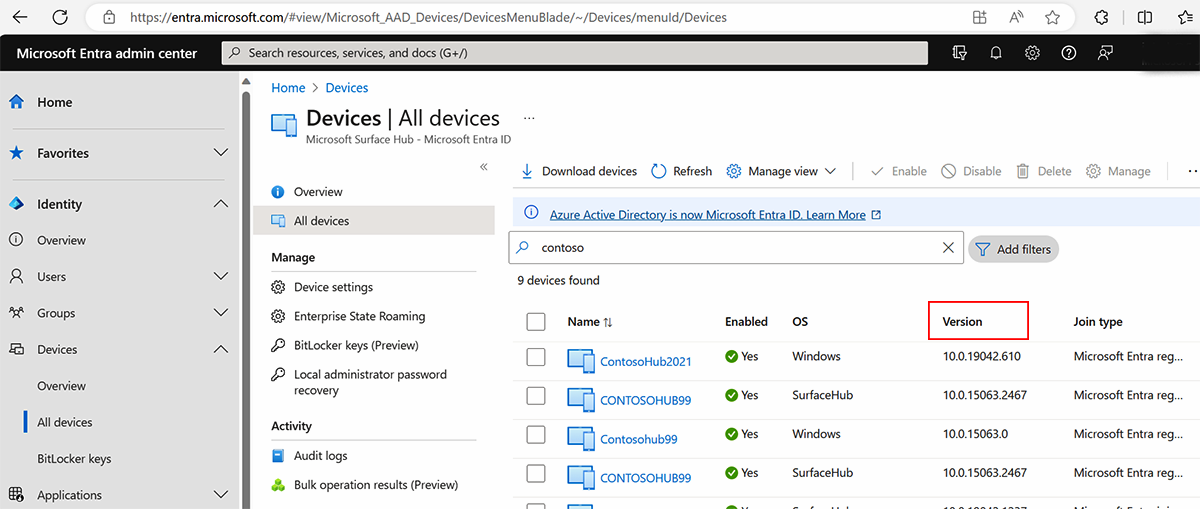 https://entra.microsoft.com/#view/Microsoft_AAD_Devices/DevicesMenuBlade/~/Devices/menuId/Devices
Microsoft Entra admin center
Search resources, services, and docs (G+/)
Home
Favorites
Identity
Overview
Users
Groups
Devices
Overview
All devices
BitLocker keys
Applications
Home > Devices
Devices | All devices ...
Microsoft Surface Hub - Microsoft Entra ID
Overview
All devices
Manage
Device settings
Enterprise State Roaming
BitLocker keys (Preview)
Local administrator password
recovery
Activity
Audit logs
Bulk operation results (Preview)
Download devices Refresh Manage view Enable Disable Delete Manage
Azure Active Directory is now Microsoft Entra ID. Learn More
contoso
Add filters
9 devices found
Name Enabled OS Version Join type
ContosoHub2021 Yes Windows 10.0.19042.610 Microsoft Entra reg...
CONTOSOHUB99 Yes SurfaceHub 10.0.15063.2467 Microsoft Entra reg...
Contosohub99 Yes Windows 10.0.15063.0 Microsoft Entra reg...
CONTOSOHUB99 Yes SurfaceHub 10.0.15063.2467 Microsoft Entra reg...